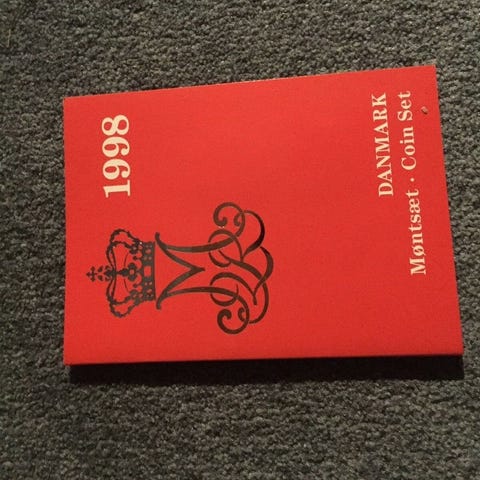 1998
DANMARK
Møntsæt · Coin Set